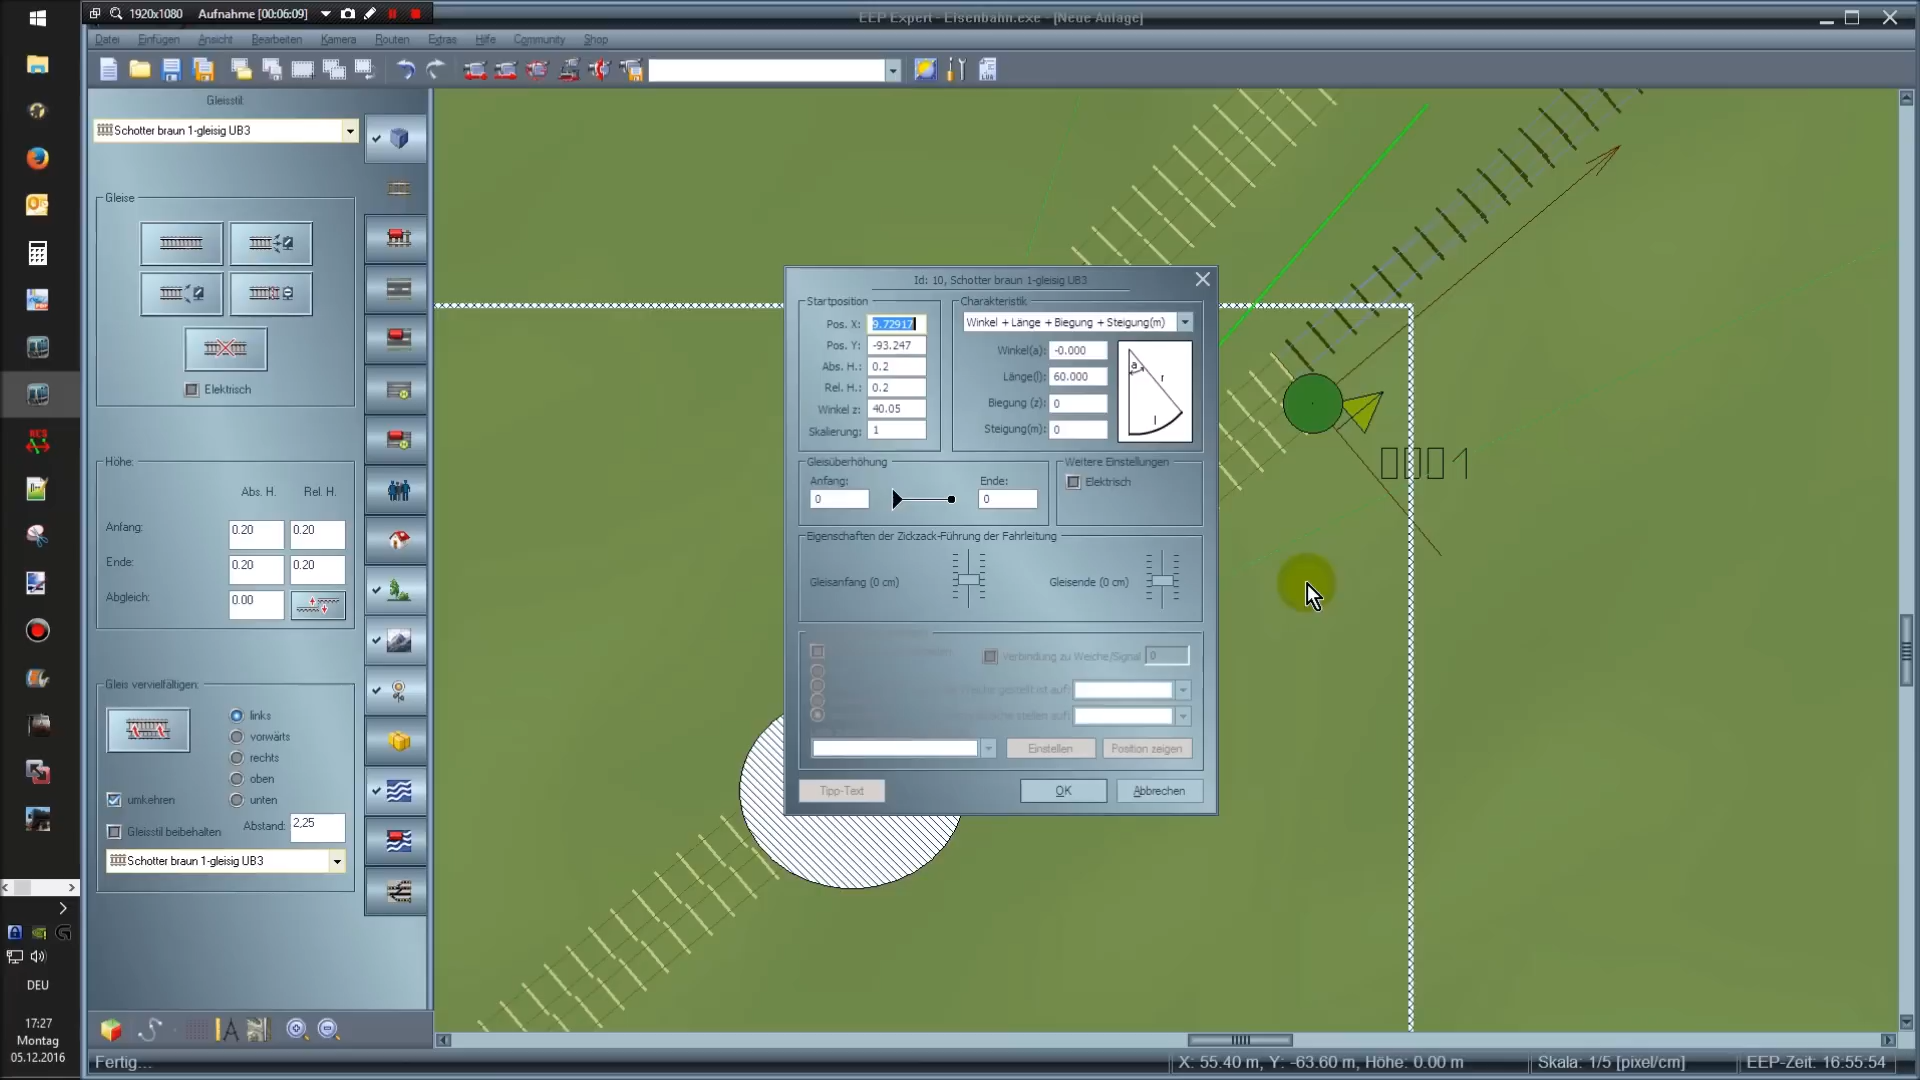 1920x1080 Aufnahme [00:06:09]
EEP Expert - Eisenbahn.exe - [Neue Anlage]
Datei Einfügen Ansicht Bearbeiten Kamera Routen Extras Hilfe Community Shop
Gleisstil:
Schotter braun 1-gleisig UB3
Gleise
Elektrisch
Höhe:
Abs. H. Rel. H.
Anfang: 0.20 0.20
Ende: 0.20 0.20
Abgleich: 0.00
Gleis vervielfältigen:
links
vorwärts
rechts
oben
umkehren unten
Gleisstil beibehalten Abstand: 2,25
Schotter braun 1-gleisig UB3
Id: 10, Schotter braun 1-gleisig UB3
Startposition
Pos. X: 9.72917
Pos. Y: -93.247
Abs. H.: 0.2
Rel. H.: 0.2
Winkel z: 40.05
Skalierung: 1
Charakteristik
Winkel + Länge + Biegung + Steigung(m)
Winkel(a): -0.000
Länge(l): 60.000
Biegung (z): 0
Steigung(m): 0
a
r
l
Gleisüberhöhung
Anfang: Ende:
0 0
Weitere Einstellungen
Elektrisch
Eigenschaften der Zickzack-Führung der Fahrleitung
Gleisanfang (0 cm) Gleisende (0 cm)
Verbindung zu Weiche/Signal 0
gestellt ist auf:
stellen auf:
Einstellen Position zeigen
Tipp-Text OK Abbrechen
1
DEU
17:27
Montag
05.12.2016
Fertig...
X: 55.40 m, Y: -63.60 m, Höhe: 0.00 m Skala: 1/5 [pixel/cm] EEP-Zeit: 16:55:54